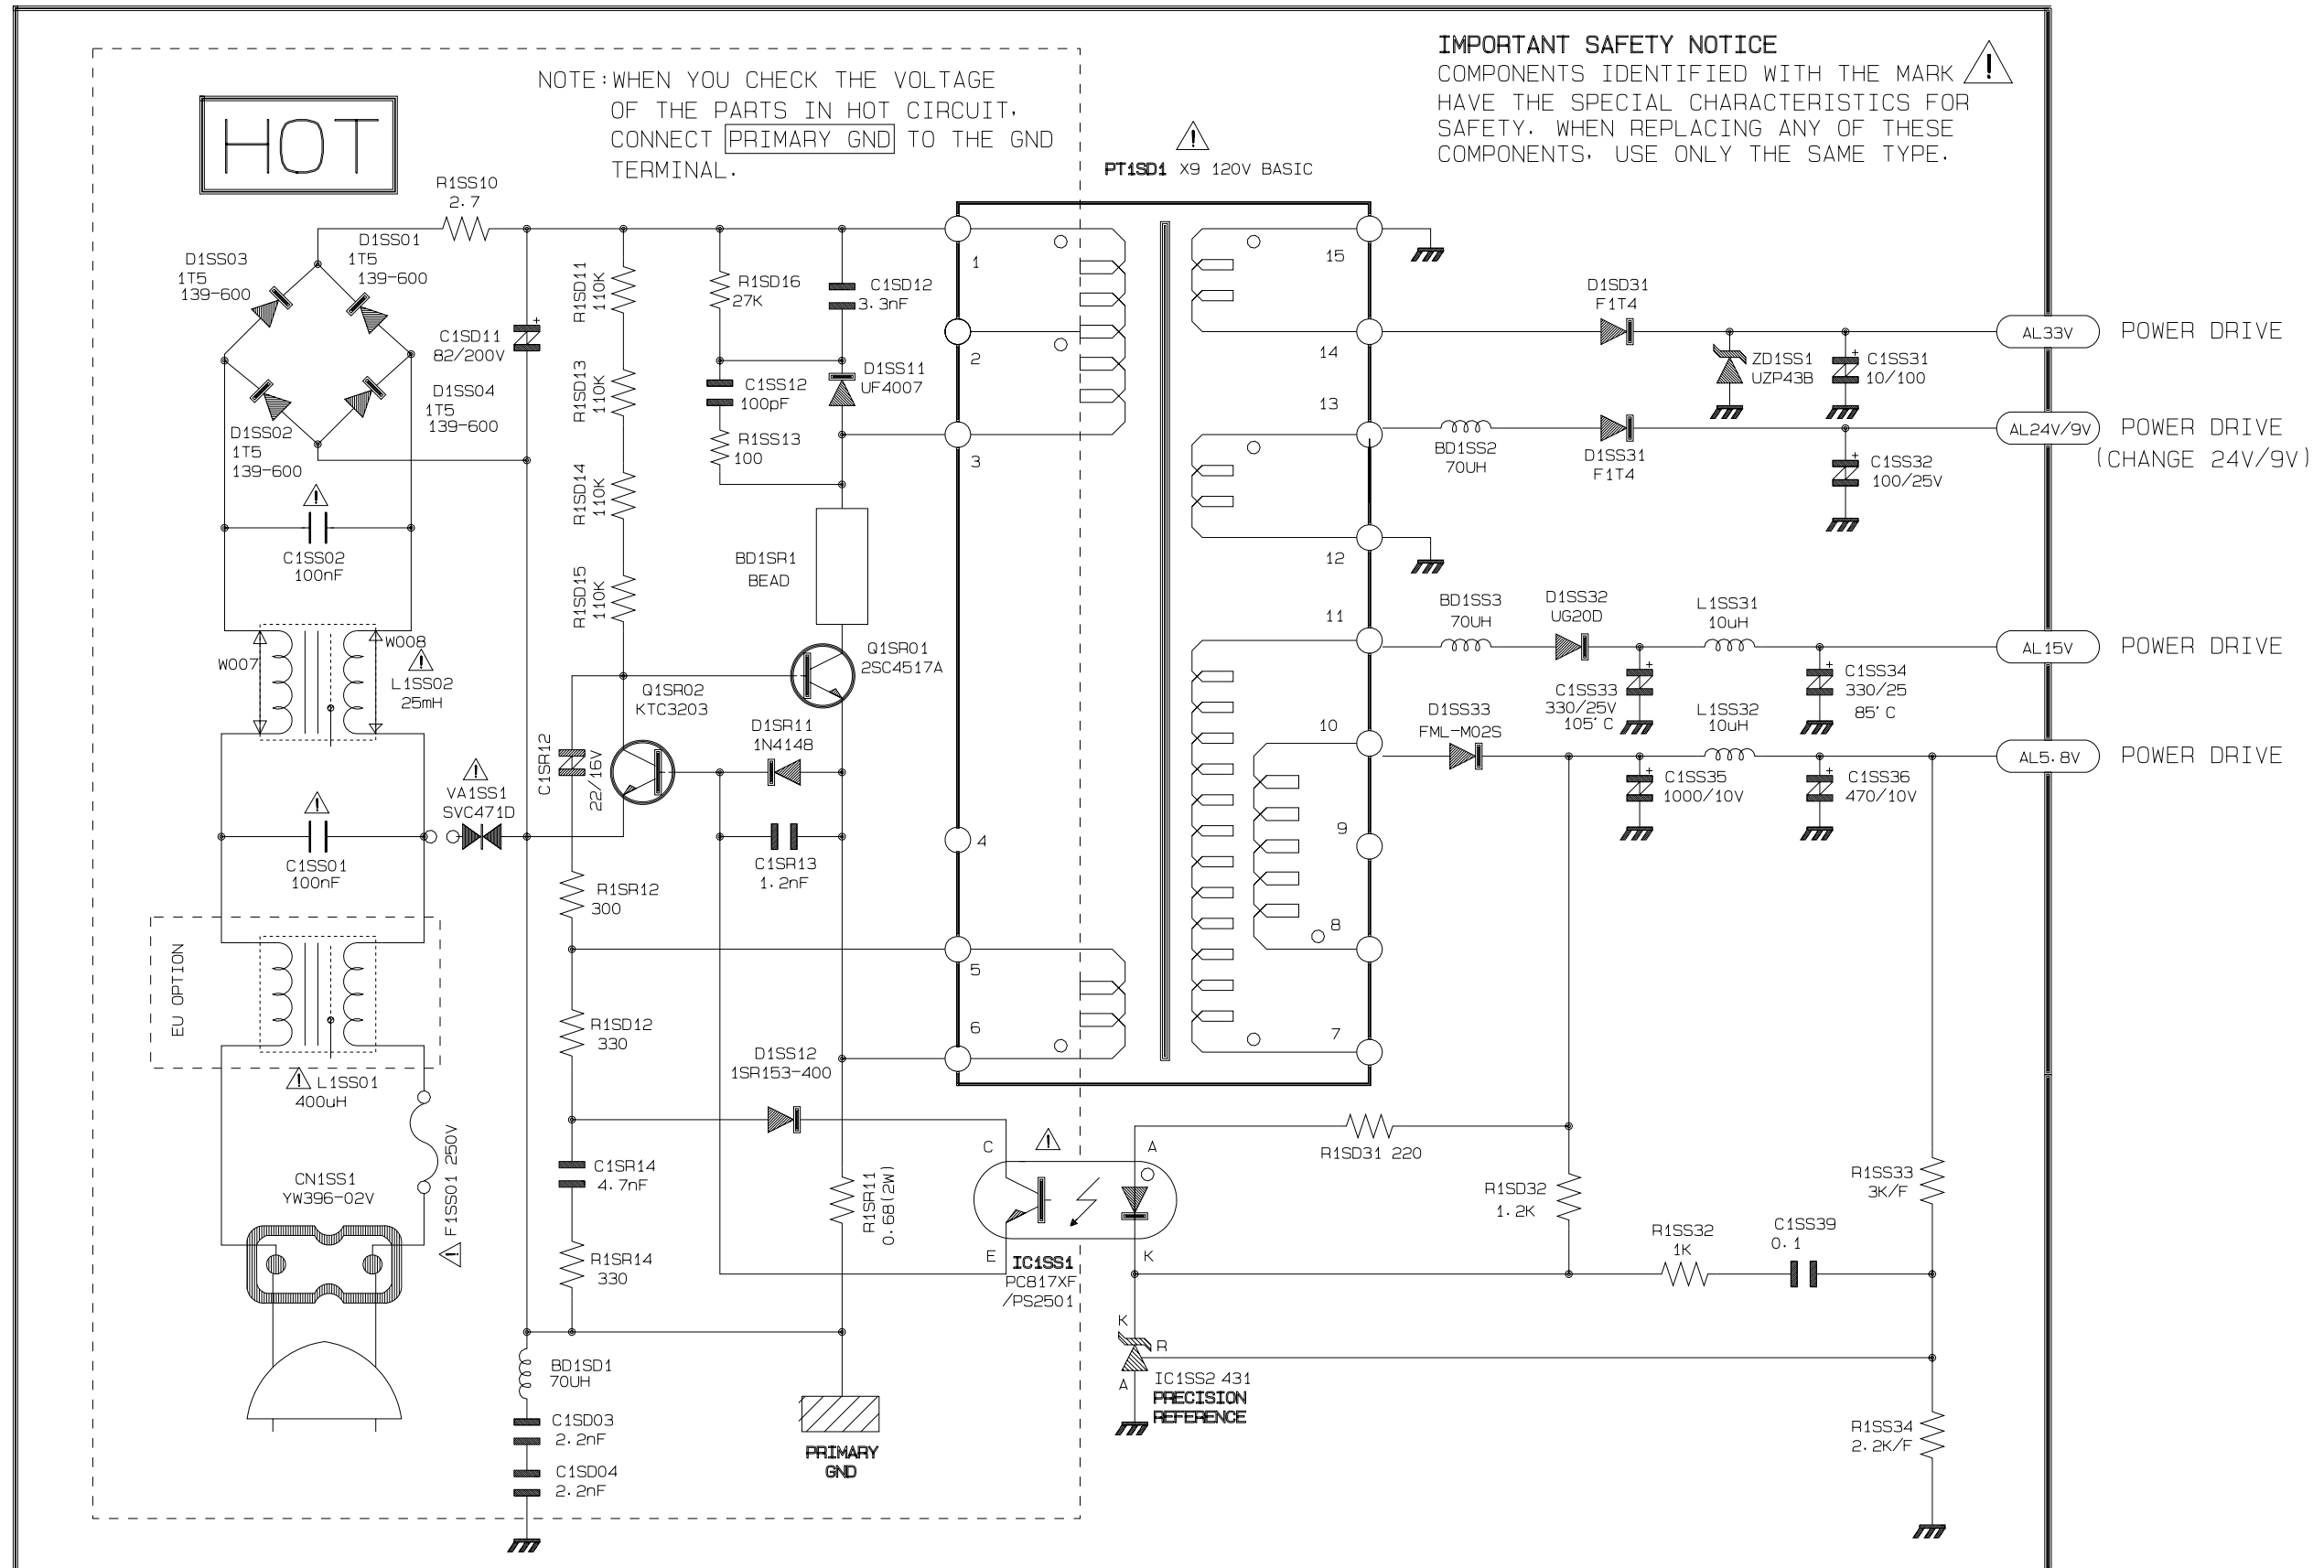 IMPORTANT SAFETY NOTICE
COMPONENTS IDENTIFIED WITH THE MARK
HAVE THE SPECIAL CHARACTERISTICS FOR
SAFETY. WHEN REPLACING ANY OF THESE
COMPONENTS, USE ONLY THE SAME TYPE.
NOTE:WHEN YOU CHECK THE VOLTAGE
OF THE PARTS IN HOT CIRCUIT,
CONNECT PRIMARY GND TO THE GND
TERMINAL.
HOT
PT1SD1 X9 120V BASIC
R1SS10
2.7
D1SS03
1T5
139-600
D1SS01
1T5
139-600
D1SS04
1T5
139-600
D1SS02
1T5
139-600
C1SD11
82/200V
+
R1SD11
110K
R1SD13
110K
R1SD14
110K
R1SD15
110K
R1SD16
27K
C1SD12
3.3nF
C1SS12
100pF
D1SS11
UF4007
R1SS13
100
BD1SR1
BEAD
C1SS02
100nF
W007
W008
L1SS02
25mH
Q1SR01
2SC4517A
Q1SR02
KTC3203
D1SR11
1N4148
C1SR12
22/16V
VA1SS1
SVC471D
C1SS01
100nF
C1SR13
1.2nF
R1SR12
300
EU OPTION
R1SD12
330
D1SS12
1SR153-400
L1SS01
400uH
F1SS01 250V
CN1SS1
YW396-02V
C1SR14
4.7nF
R1SR11
0.68(2W)
R1SR14
330
BD1SD1
70UH
C1SD03
2.2nF
C1SD04
2.2nF
PRIMARY
GND
1
2
3
4
5
6
15
14
13
12
11
10
9
8
7
D1SD31
F1T4
ZD1SS1
UZP43B
+
C1SS31
10/100
AL33V
POWER DRIVE
BD1SS2
70UH
D1SS31
F1T4
+
C1SS32
100/25V
AL24V/9V
POWER DRIVE
(CHANGE 24V/9V)
BD1SS3
70UH
D1SS32
UG20D
L1SS31
10uH
+
C1SS33
330/25V
105°C
+
C1SS34
330/25
85°C
AL15V
POWER DRIVE
D1SS33
FML-M02S
L1SS32
10uH
+
C1SS35
1000/10V
+
C1SS36
470/10V
AL5.8V
POWER DRIVE
C
A
E
K
IC1SS1
PC817XF
/PS2501
R1SD31 220
R1SD32
1.2K
R1SS33
3K/F
R1SS32
1K
C1SS39
0.1
K
R
A
IC1SS2 431
PRECISION
REFERENCE
R1SS34
2.2K/F